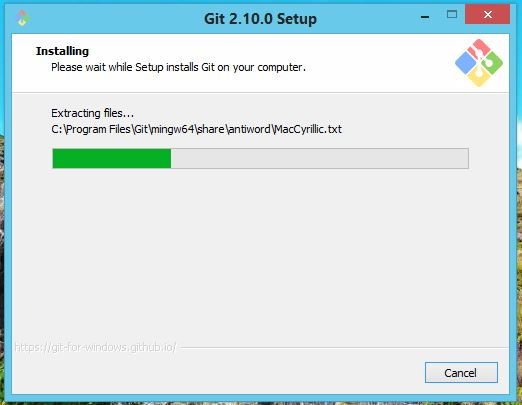 Git 2.10.0 Setup
Installing
Please wait while Setup installs Git on your computer.
Extracting files...
C:\Program Files\Git\mingw64\share\antiword\MacCyrillic.txt
https://git-for-windows.github.io/
Cancel